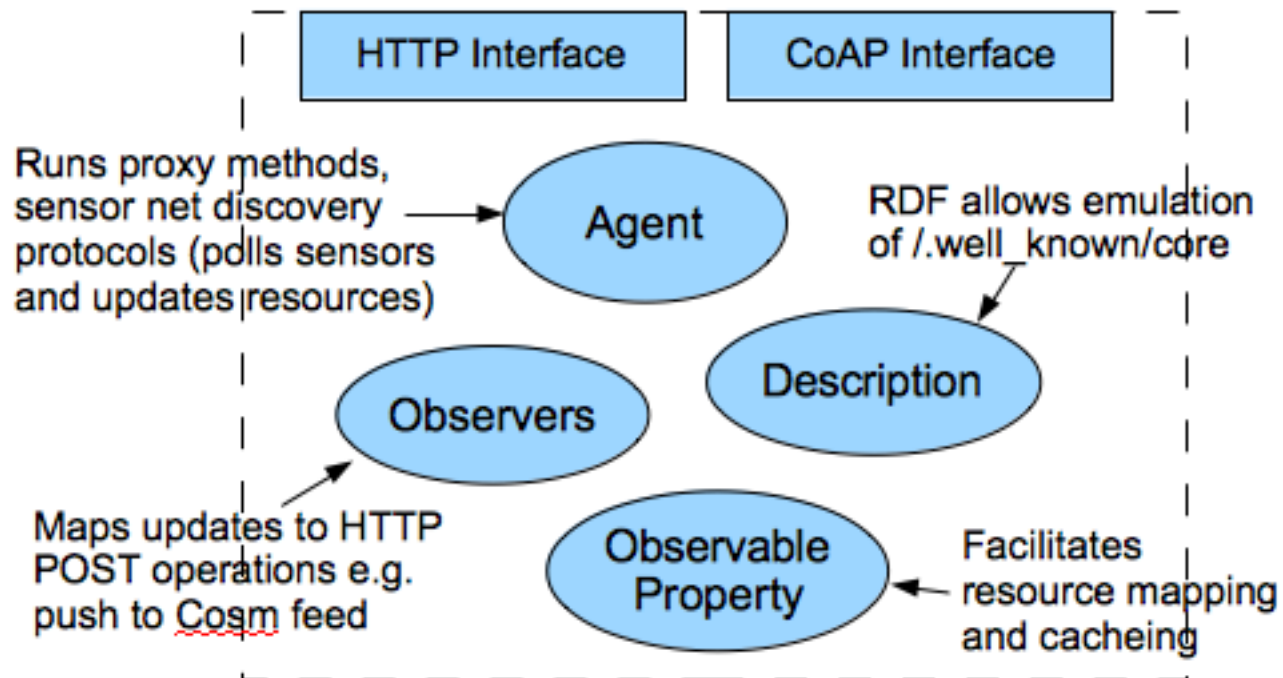 HTTP Interface
CoAP Interface
Runs proxy methods,
sensor net discovery
protocols (polls sensors
and updates resources)
Agent
RDF allows emulation
of /.well_known/core
Description
Observers
Maps updates to HTTP
POST operations e.g.
push to Cosm feed
Observable
Property
Facilitates
resource mapping
and cacheing